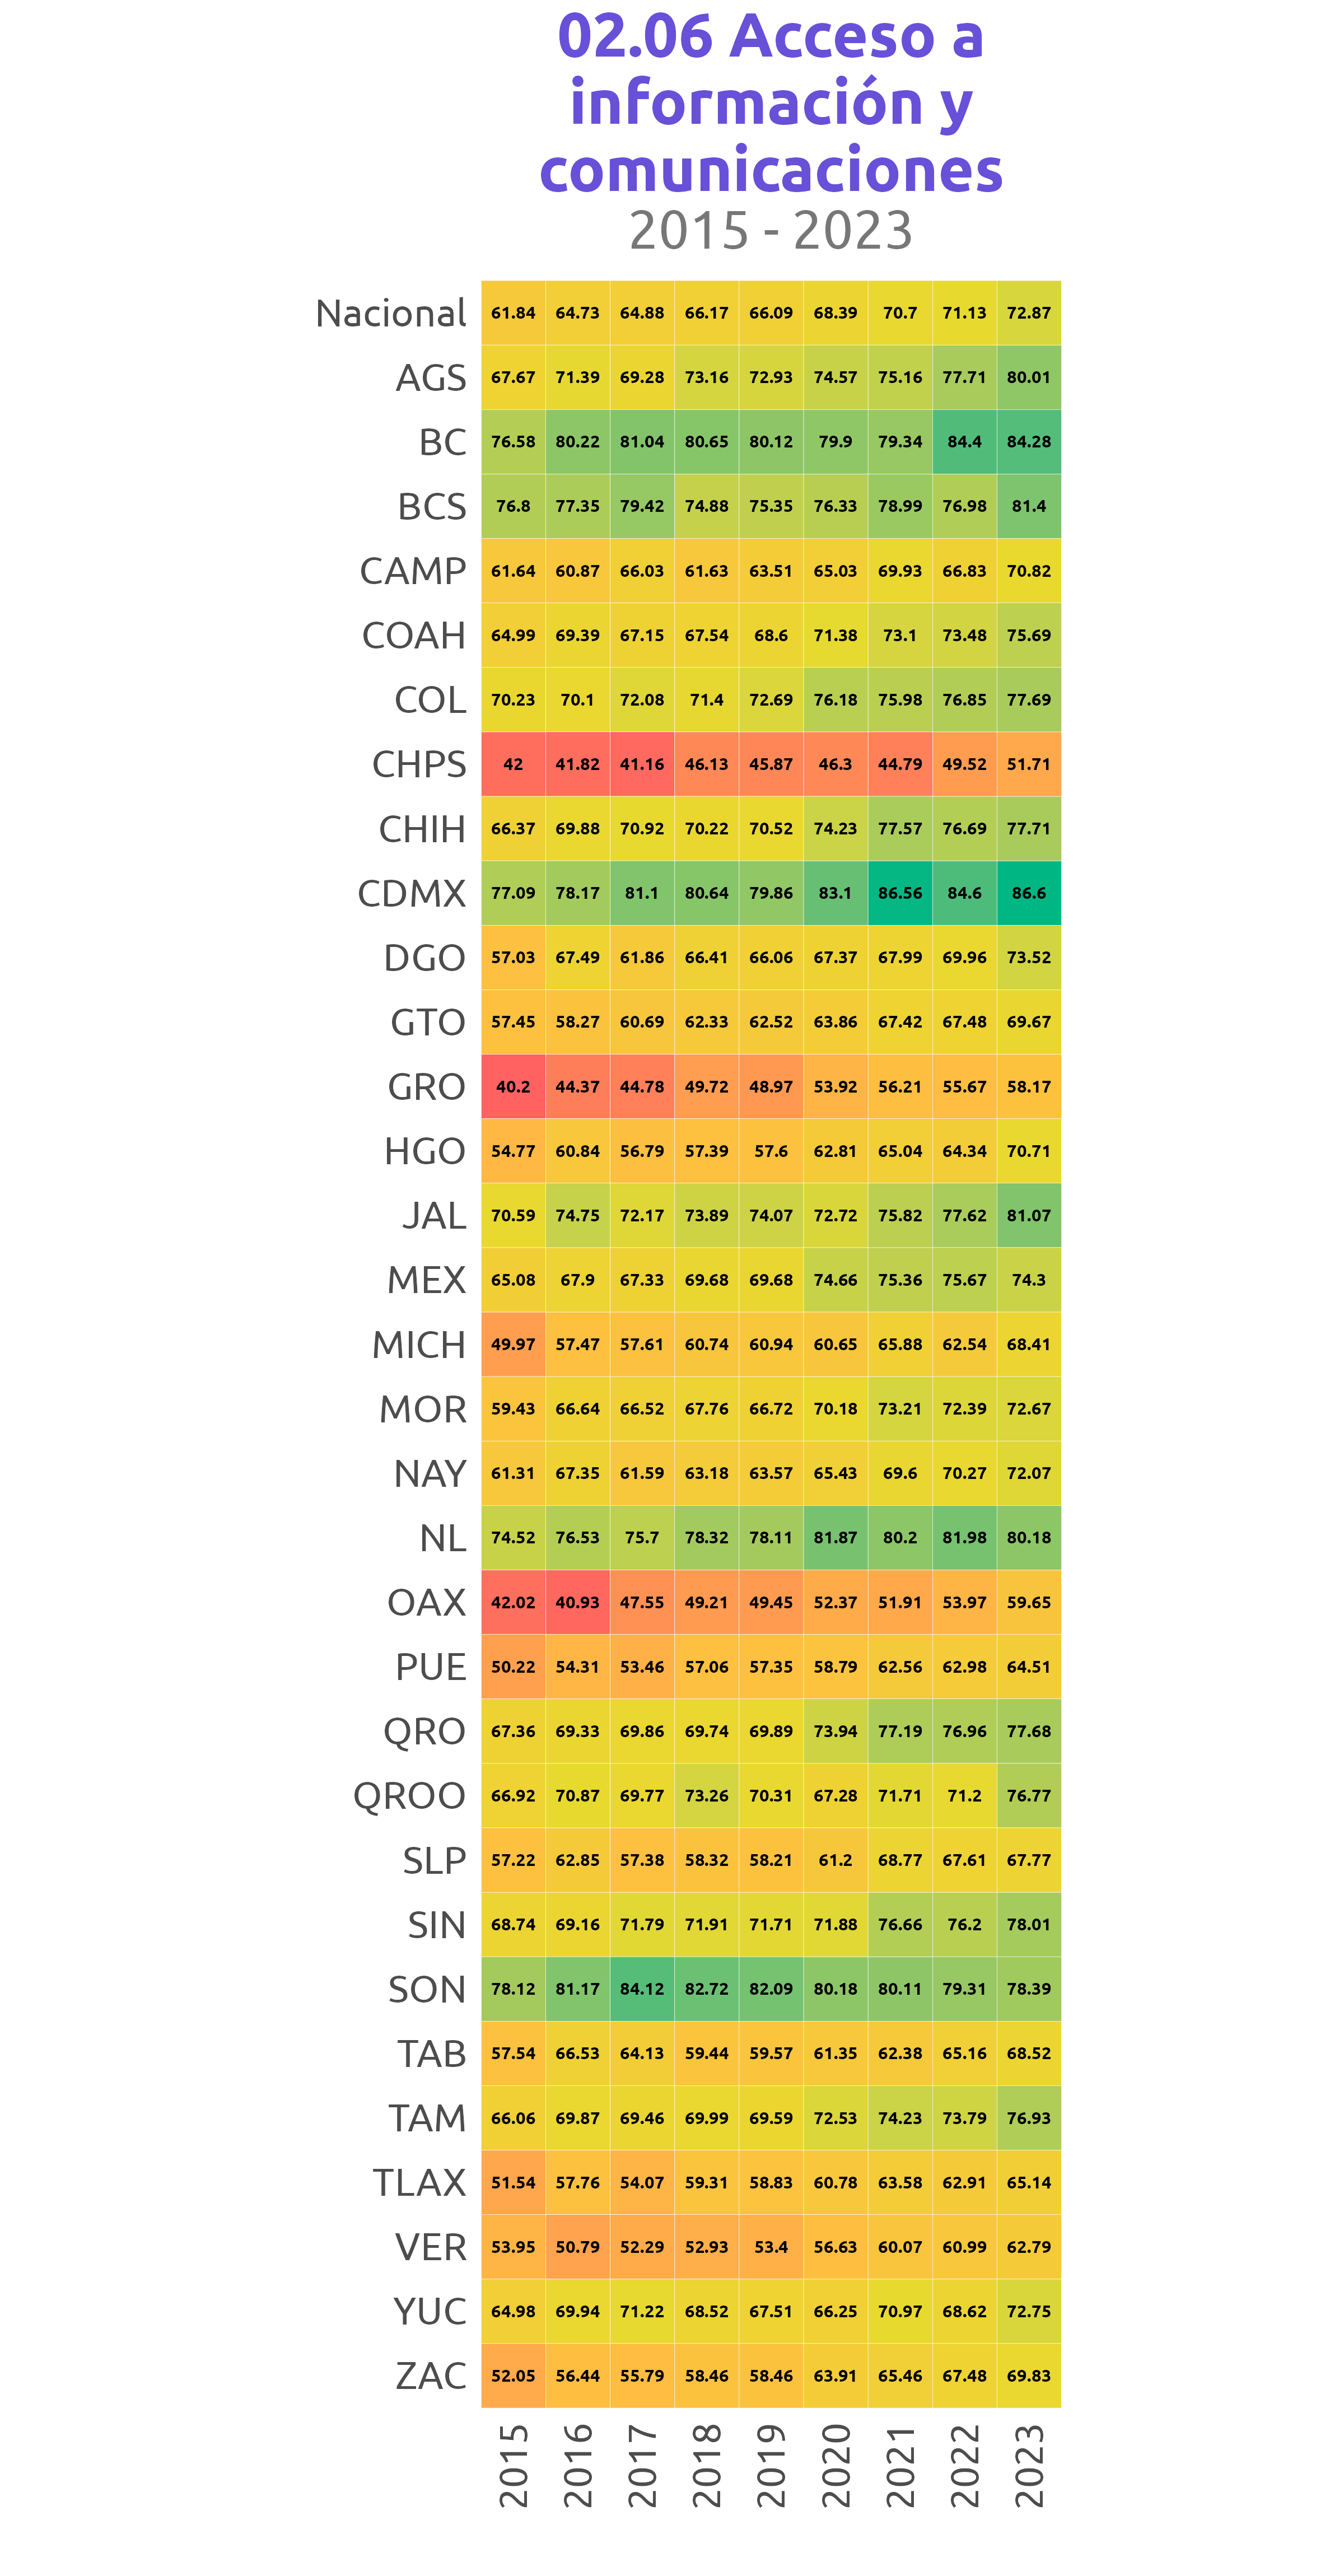 02.06 Acceso a
información y
comunicaciones
2015 - 2023
Nacional 61.84 64.73 64.88 66.17 66.09 68.39 70.7 71.13 72.87
AGS 67.67 71.39 69.28 73.16 72.93 74.57 75.16 77.71 80.01
BC 76.58 80.22 81.04 80.65 80.12 79.9 79.34 84.4 84.28
BCS 76.8 77.35 79.42 74.88 75.35 76.33 78.99 76.98 81.4
CAMP 61.64 60.87 66.03 61.63 63.51 65.03 69.93 66.83 70.82
COAH 64.99 69.39 67.15 67.54 68.6 71.38 73.1 73.48 75.69
COL 70.23 70.1 72.08 71.4 72.69 76.18 75.98 76.85 77.69
CHPS 42 41.82 41.16 46.13 45.87 46.3 44.79 49.52 51.71
CHIH 66.37 69.88 70.92 70.22 70.52 74.23 77.57 76.69 77.71
CDMX 77.09 78.17 81.1 80.64 79.86 83.1 86.56 84.6 86.6
DGO 57.03 67.49 61.86 66.41 66.06 67.37 67.99 69.96 73.52
GTO 57.45 58.27 60.69 62.33 62.52 63.86 67.42 67.48 69.67
GRO 40.2 44.37 44.78 49.72 48.97 53.92 56.21 55.67 58.17
HGO 54.77 60.84 56.79 57.39 57.6 62.81 65.04 64.34 70.71
JAL 70.59 74.75 72.17 73.89 74.07 72.72 75.82 77.62 81.07
MEX 65.08 67.9 67.33 69.68 69.68 74.66 75.36 75.67 74.3
MICH 49.97 57.47 57.61 60.74 60.94 60.65 65.88 62.54 68.41
MOR 59.43 66.64 66.52 67.76 66.72 70.18 73.21 72.39 72.67
NAY 61.31 67.35 61.59 63.18 63.57 65.43 69.6 70.27 72.07
NL 74.52 76.53 75.7 78.32 78.11 81.87 80.2 81.98 80.18
OAX 42.02 40.93 47.55 49.21 49.45 52.37 51.91 53.97 59.65
PUE 50.22 54.31 53.46 57.06 57.35 58.79 62.56 62.98 64.51
QRO 67.36 69.33 69.86 69.74 69.89 73.94 77.19 76.96 77.68
QROO 66.92 70.87 69.77 73.26 70.31 67.28 71.71 71.2 76.77
SLP 57.22 62.85 57.38 58.32 58.21 61.2 68.77 67.61 67.77
SIN 68.74 69.16 71.79 71.91 71.71 71.88 76.66 76.2 78.01
SON 78.12 81.17 84.12 82.72 82.09 80.18 80.11 79.31 78.39
TAB 57.54 66.53 64.13 59.44 59.57 61.35 62.38 65.16 68.52
TAM 66.06 69.87 69.46 69.99 69.59 72.53 74.23 73.79 76.93
TLAX 51.54 57.76 54.07 59.31 58.83 60.78 63.58 62.91 65.14
VER 53.95 50.79 52.29 52.93 53.4 56.63 60.07 60.99 62.79
YUC 64.98 69.94 71.22 68.52 67.51 66.25 70.97 68.62 72.75
ZAC 52.05 56.44 55.79 58.46 58.46 63.91 65.46 67.48 69.83
2015 2016 2017 2018 2019 2020 2021 2022 2023